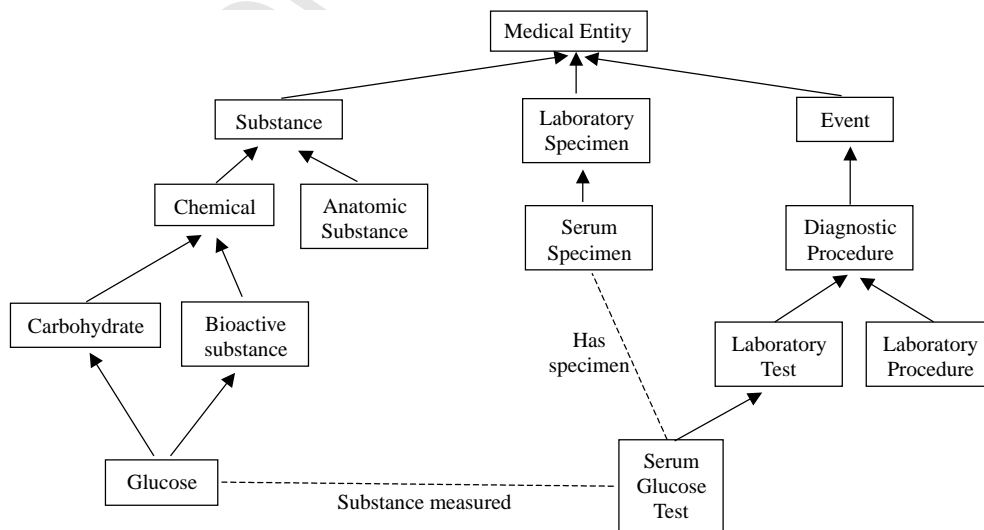 Medical Entity
Substance
Laboratory
Specimen
Event
Chemical
Anatomic
Substance
Serum
Specimen
Diagnostic
Procedure
Carbohydrate
Bioactive
substance
Has
specimen
Laboratory
Test
Laboratory
Procedure
Glucose
Substance measured
Serum
Glucose
Test